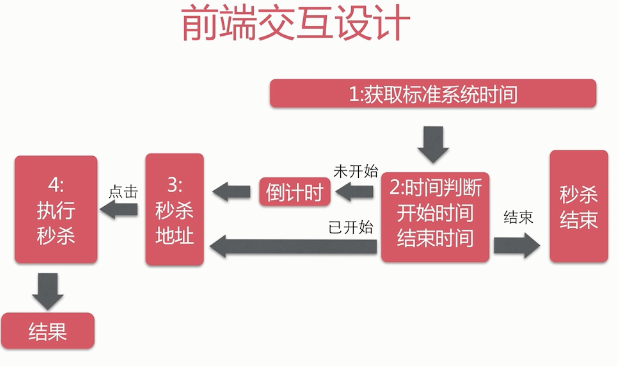 前端交互设计
1:获取标准系统时间
2:时间判断
开始时间
结束时间
未开始
已开始
结束
秒杀
结束
倒计时
3:
秒杀
地址
点击
4:
执行
秒杀
结果